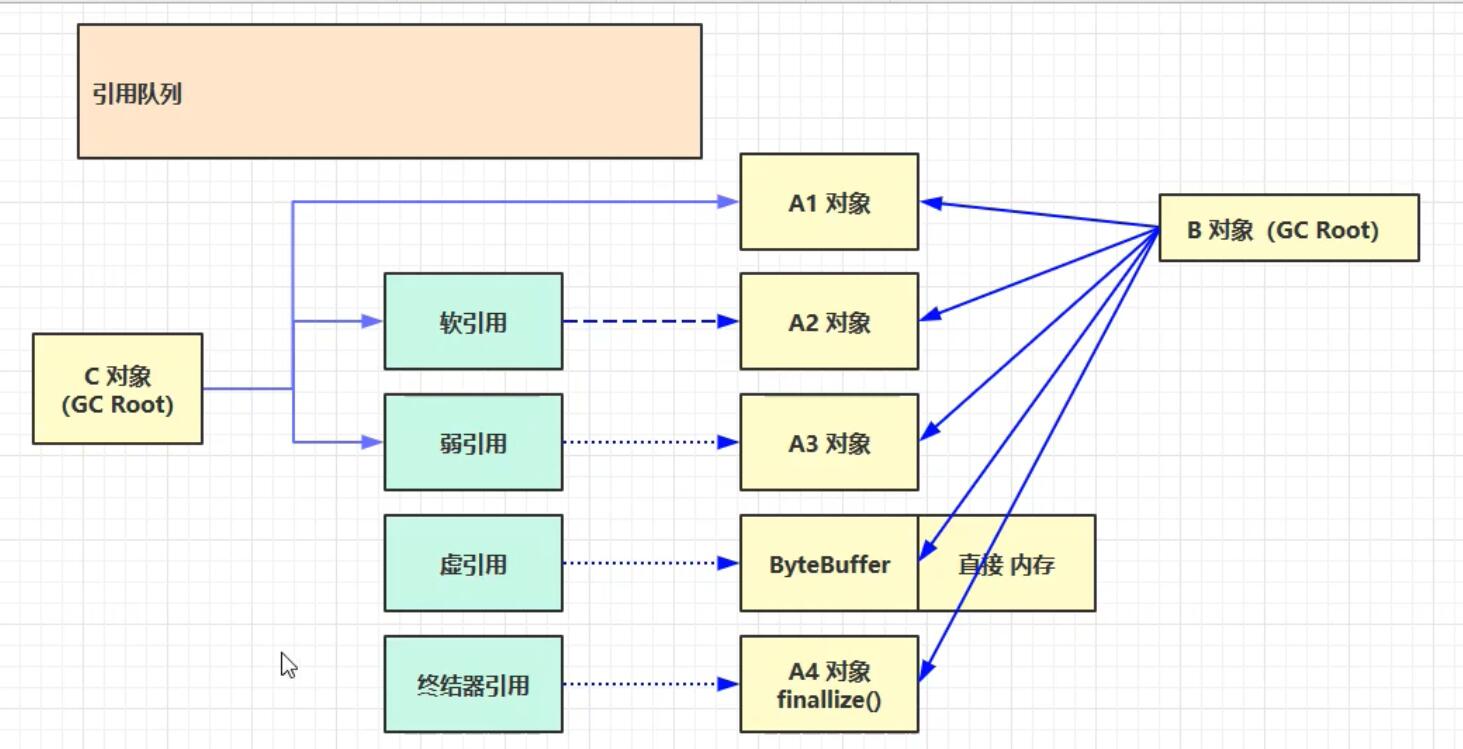 引用队列
A1 对象
B 对象（GC Root）
软引用
A2 对象
C 对象
(GC Root)
弱引用
A3 对象
虚引用
ByteBuffer
直接 内存
终结器引用
A4 对象
finallize()